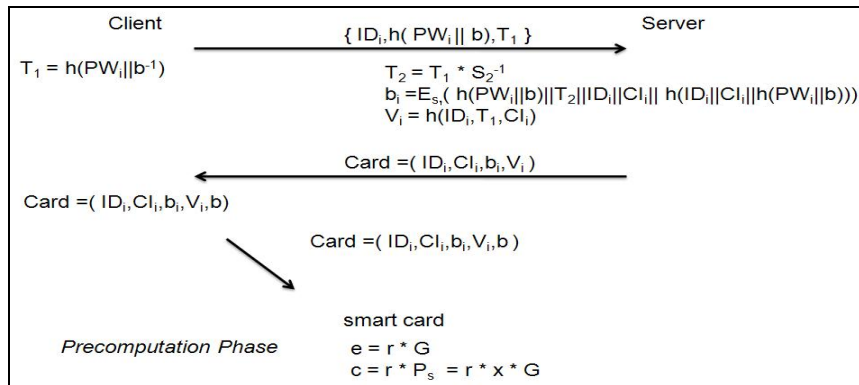 Client
{ IDᵢ,h( PWᵢ|| b),T₁ }
Server
T₁ = h(PWᵢ||b⁻¹)
T₂ = T₁ * S₂⁻¹
bᵢ =Eₛ,( h(PWᵢ||b)||T₂||IDᵢ||CIᵢ|| h(IDᵢ||CIᵢ||h(PWᵢ||b)))
Vᵢ = h(IDᵢ,T₁,CIᵢ)
Card =( IDᵢ,CIᵢ,bᵢ,Vᵢ )
Card =( IDᵢ,CIᵢ,bᵢ,Vᵢ,b)
Card =( IDᵢ,CIᵢ,bᵢ,Vᵢ,b )
smart card
Precomputation Phase
e = r * G
c = r * Pₛ = r * x * G